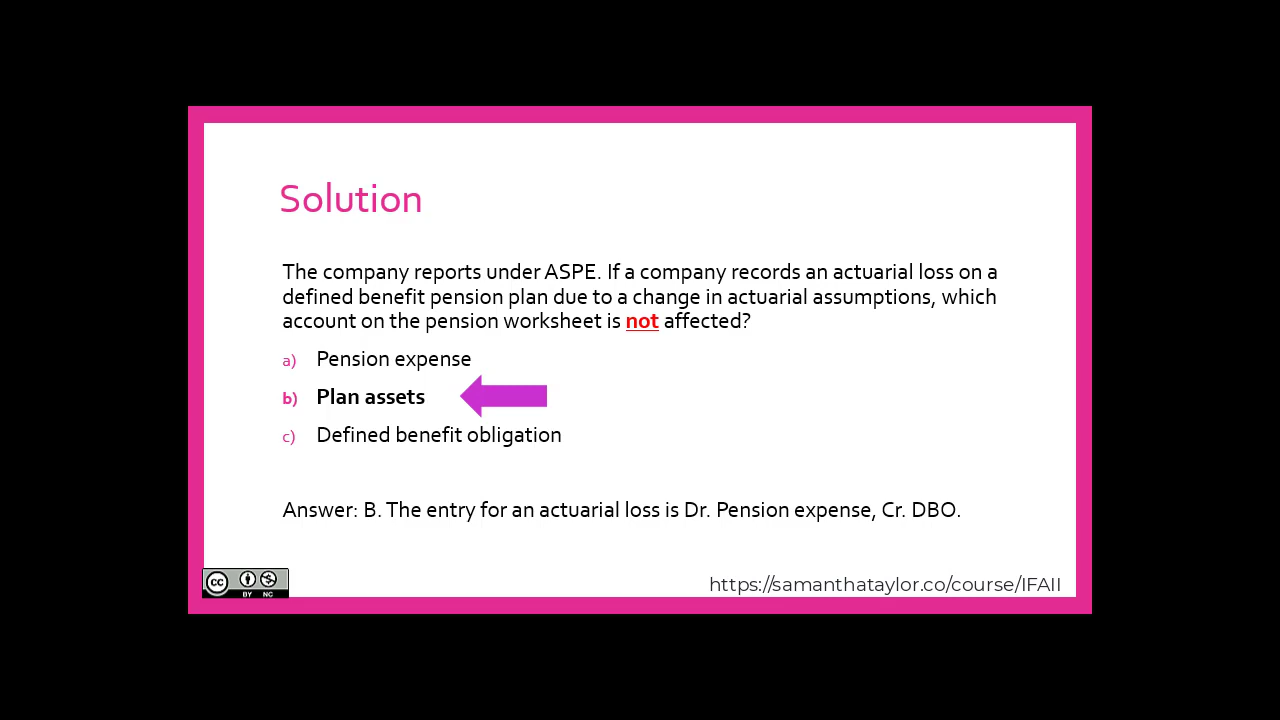 Solution
The company reports under ASPE. If a company records an actuarial loss on a
defined benefit pension plan due to a change in actuarial assumptions, which
account on the pension worksheet is not affected?
a) Pension expense
b) Plan assets
c) Defined benefit obligation
Answer: B. The entry for an actuarial loss is Dr. Pension expense, Cr. DBO.
cc BY NC
https://samanthataylor.co/course/IFAII